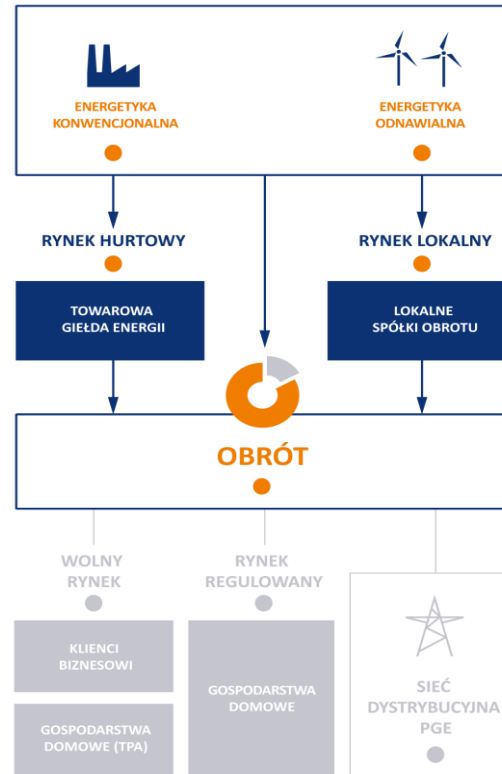 ENERGETYKA
KONWENCJONALNA
ENERGETYKA
ODNAWIALNA
RYNEK HURTOWY
RYNEK LOKALNY
TOWAROWA
GIEŁDA ENERGII
LOKALNE
SPÓŁKI OBROTU
OBRÓT
WOLNY
RYNEK
RYNEK
REGULOWANY
KLIENCI
BIZNESOWI
GOSPODARSTWA
DOMOWE (TPA)
GOSPODARSTWA
DOMOWE
SIEĆ
DYSTRYBUCYJNA
PGE